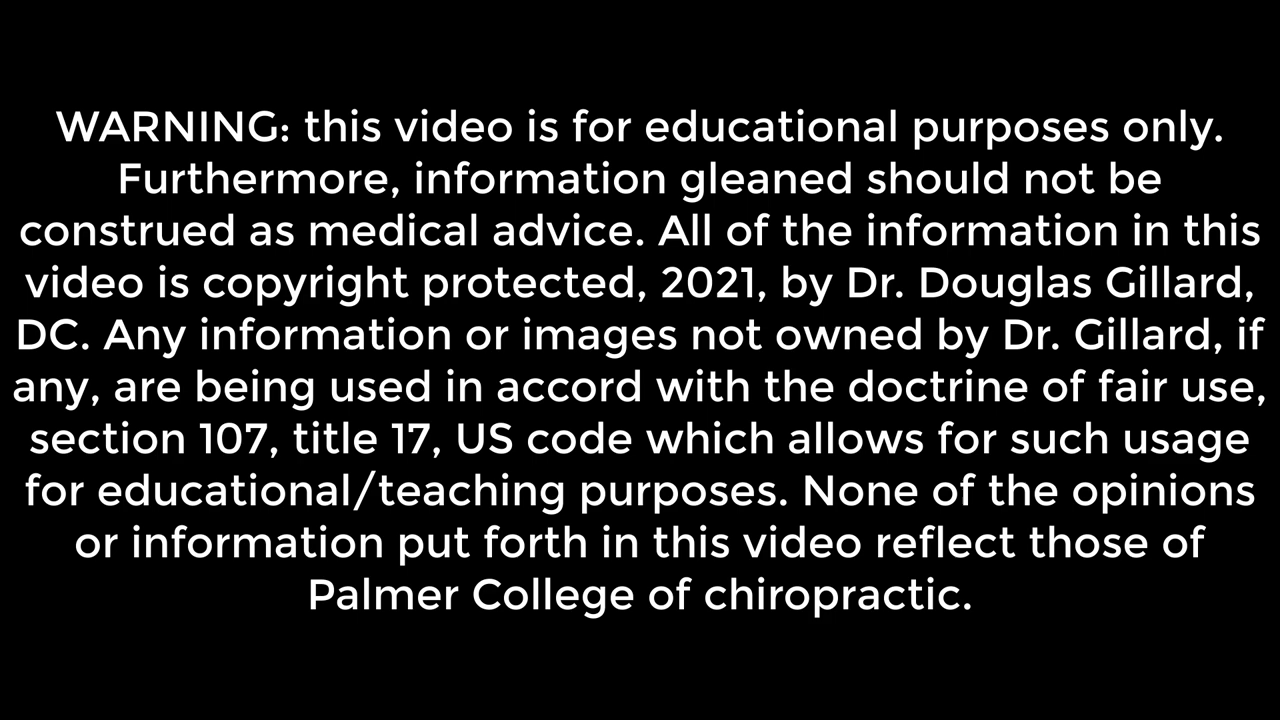 WARNING: this video is for educational purposes only.
Furthermore, information gleaned should not be
construed as medical advice. All of the information in this
video is copyright protected, 2021, by Dr. Douglas Gillard,
DC. Any information or images not owned by Dr. Gillard, if
any, are being used in accord with the doctrine of fair use,
section 107, title 17, US code which allows for such usage
for educational/teaching purposes. None of the opinions
or information put forth in this video reflect those of
Palmer College of chiropractic.